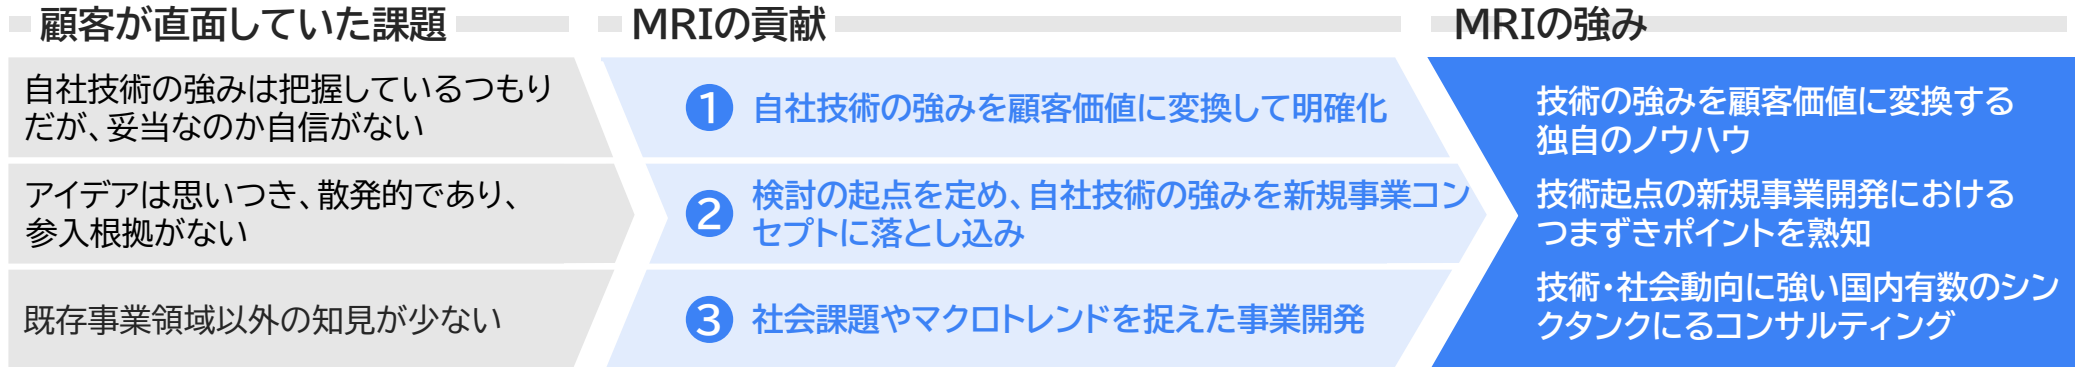 顧客が直面していた課題
MRIの貢献
MRIの強み
自社技術の強みは把握しているつもり
だが、妥当なのか自信がない
❶ 自社技術の強みを顧客価値に変換して明確化
技術の強みを顧客価値に変換する
独自のノウハウ
アイデアは思いつき、散発的であり、
参入根拠がない
❷ 検討の起点を定め、自社技術の強みを新規事業コン
セプトに落とし込み
技術起点の新規事業開発における
つまずきポイントを熟知
既存事業領域以外の知見が少ない
❸ 社会課題やマクロトレンドを捉えた事業開発
技術・社会動向に強い国内有数のシン
クタンクにるコンサルティング